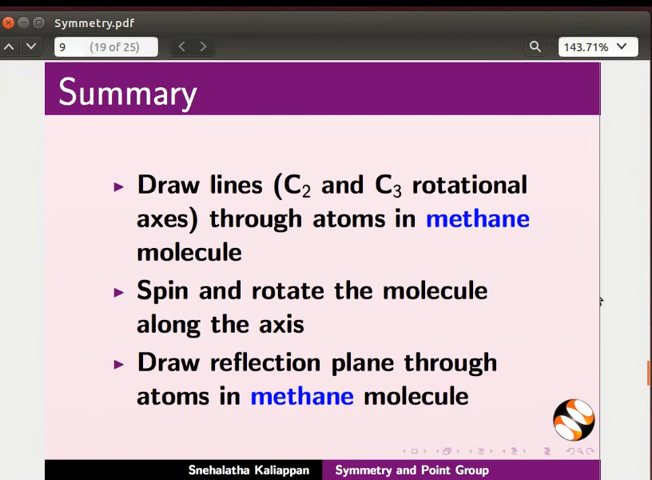 Symmetry.pdf
9 (19 of 25) 143.71%
Summary
Draw lines (C₂ and C₃ rotational
axes) through atoms in methane
molecule
Spin and rotate the molecule
along the axis
Draw reflection plane through
atoms in methane molecule
Snehalatha Kaliappan Symmetry and Point Group